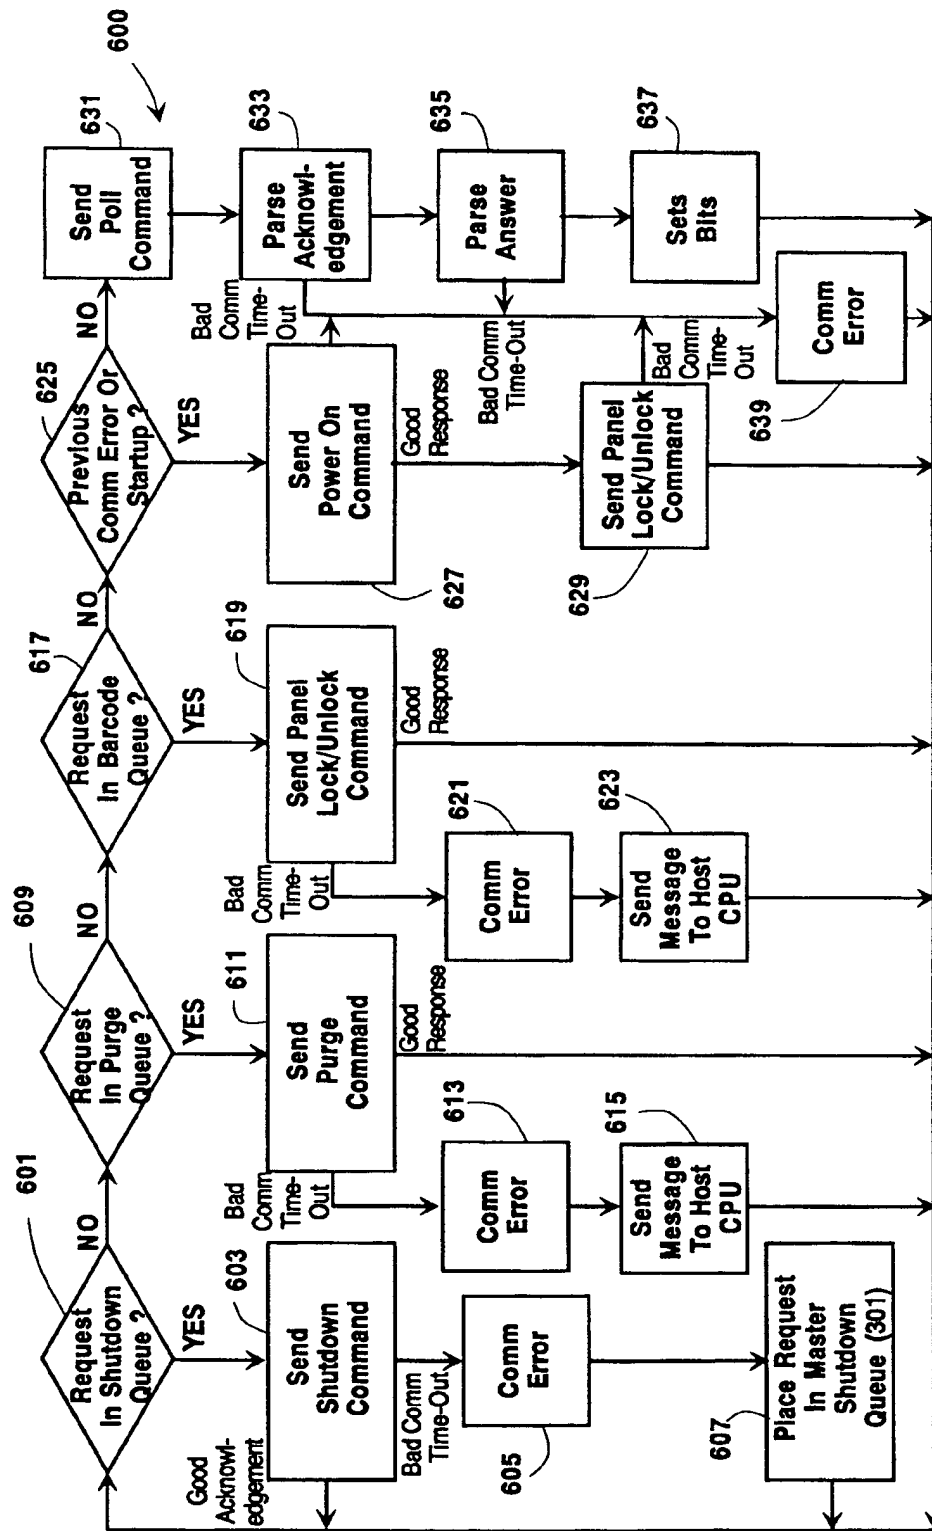 600
601
Request
In Shutdown
Queue ?
NO
YES
603
Send
Shutdown
Command
Good
Acknowl-
edgement
Bad Comm
Time-Out
605
Comm
Error
607
Place Request
In Master
Shutdown
Queue (301)
609
Request
In Purge
Queue ?
NO
YES
611
Send
Purge
Command
Bad
Comm
Time-
Out
Good
Response
613
Comm
Error
615
Send
Message
To Host
CPU
617
Request
In Barcode
Queue ?
NO
YES
619
Send Panel
Lock/Unlock
Command
Bad
Comm
Time-
Out
Good
Response
621
Comm
Error
623
Send
Message
To Host
CPU
625
Previous
Comm Error Or
Startup ?
NO
YES
627
Send
Power On
Command
Good
Response
629
Send Panel
Lock/Unlock
Command
Bad
Comm
Time-
Out
631
Send
Poll
Command
633
Parse
Acknowl-
edgement
Bad
Comm
Time-
Out
635
Parse
Answer
Bad Comm
Time-Out
637
Sets
Bits
639
Comm
Error